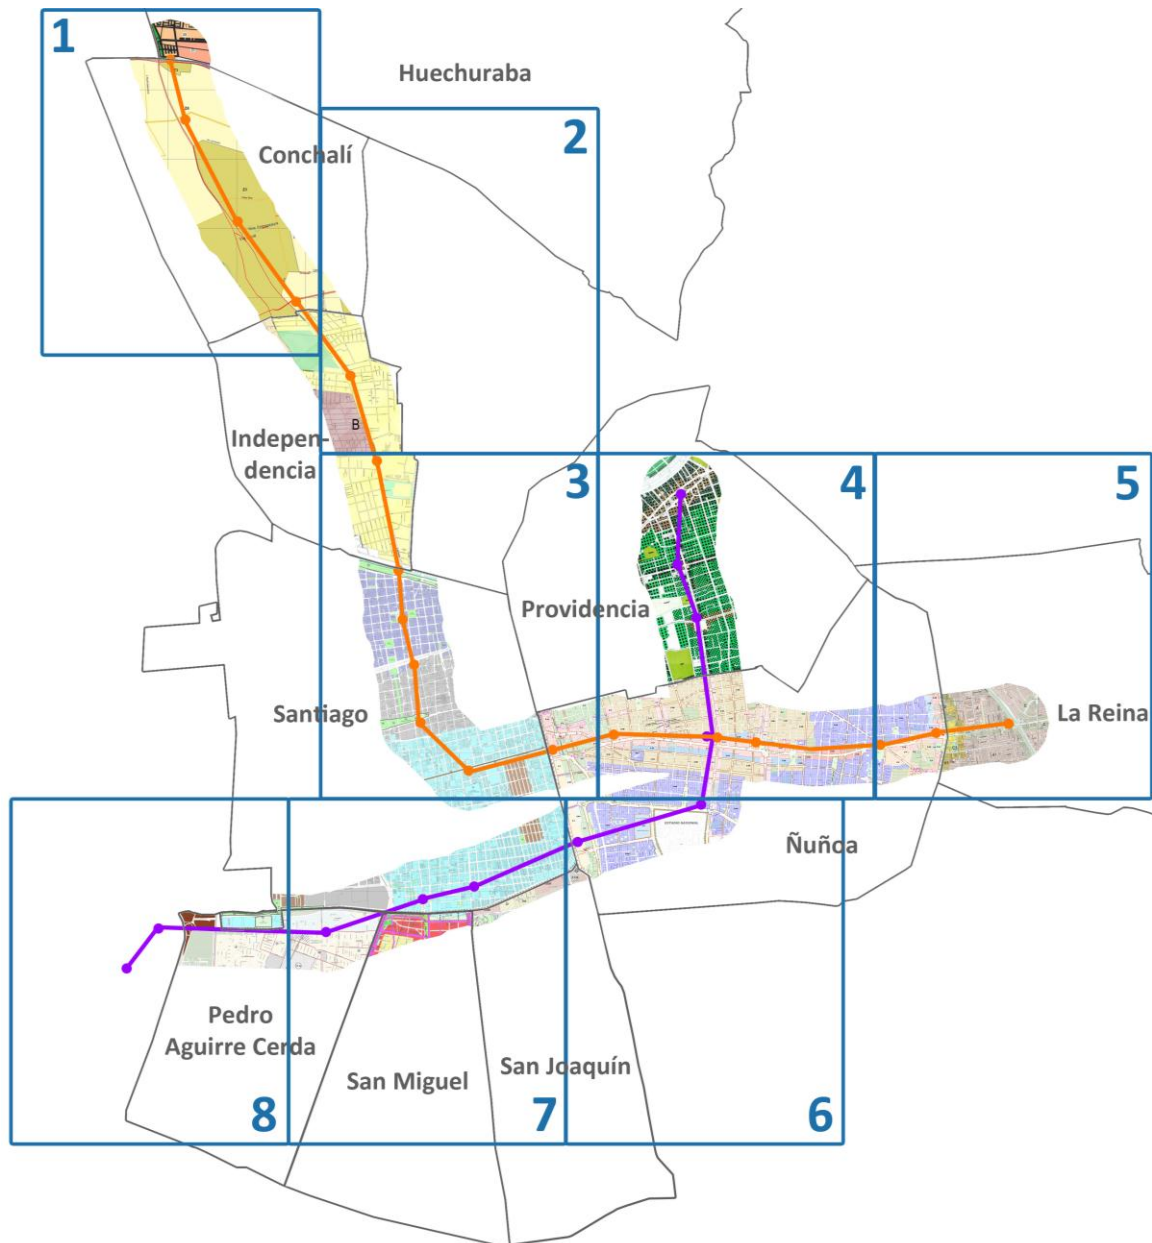 1
Huechuraba
2
Conchalí
B
Indepen-
dencia
3
4
5
Providencia
Santiago
La Reina
Ñuñoa
Pedro
Aguirre Cerda
San Miguel
San Joaquín
8
7
6